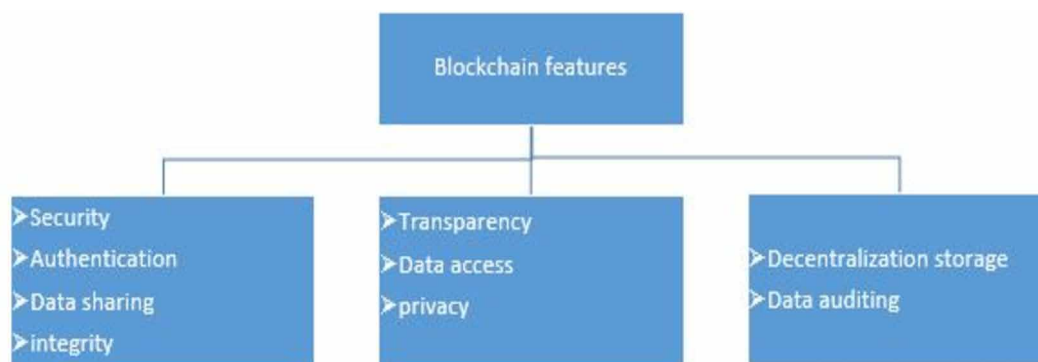 Blockchain features
➢Security
➢Authentication
➢Data sharing
➢integrity
➢Transparency
➢Data access
➢privacy
➢Decentralization storage
➢Data auditing